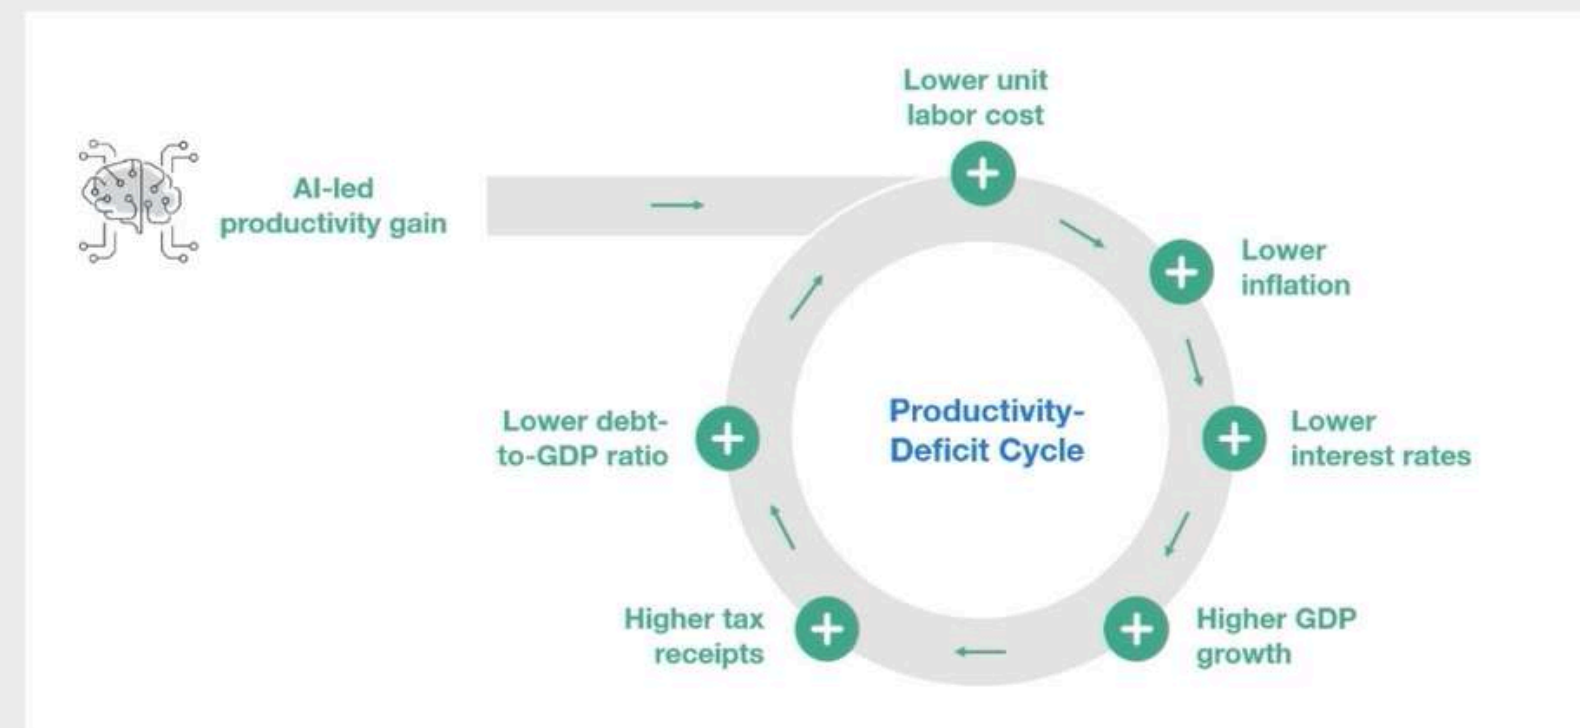 Lower unit
labor cost
AI-led
productivity gain
Lower
inflation
Productivity-
Deficit Cycle
Lower debt-
to-GDP ratio
Lower
interest rates
Higher tax
receipts
Higher GDP
growth